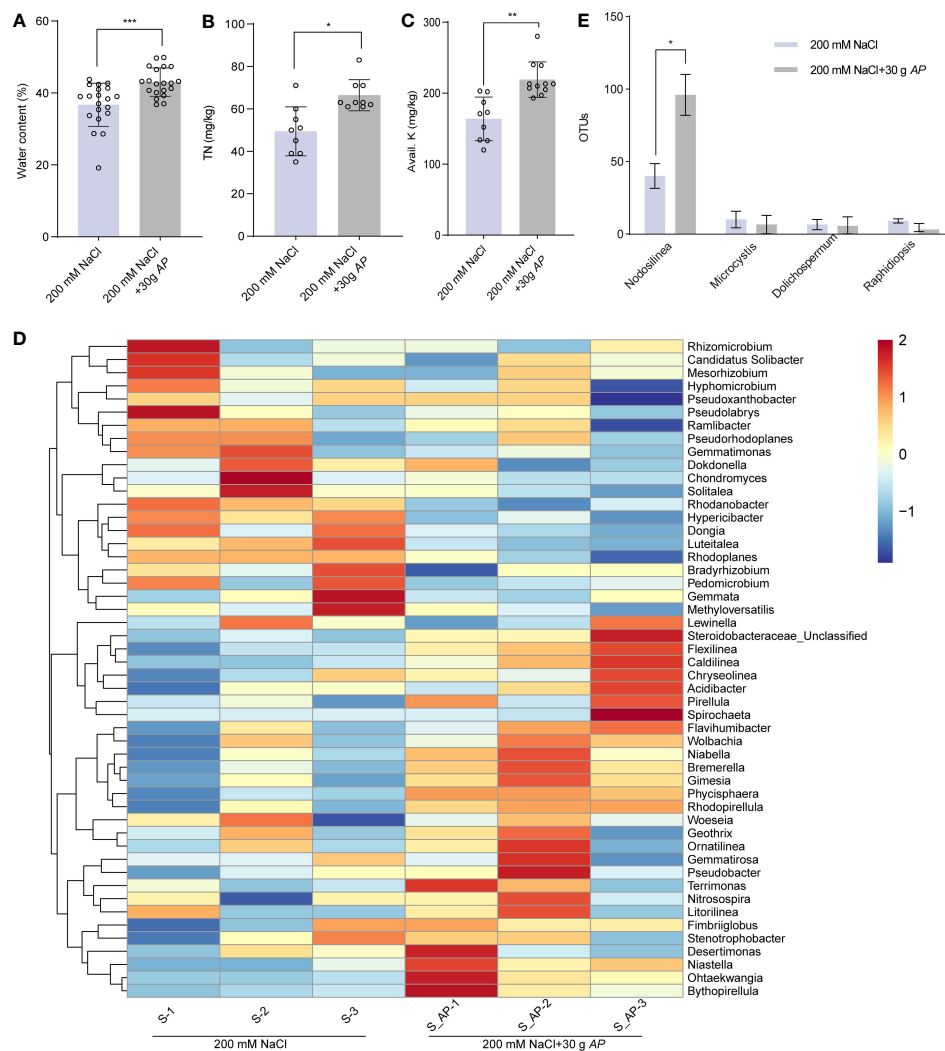 A
Water content (%)
60
40
20
0
***
200 mM NaCl
200 mM NaCl
+30g AP
B
TN (mg/kg)
100
80
60
40
20
0
*
200 mM NaCl
200 mM NaCl
+30g AP
C
Avail. K (mg/kg)
300
200
100
0
**
200 mM NaCl
200 mM NaCl
+30g AP
E
OTUs
150
100
50
0
*
200 mM NaCl
200 mM NaCl+30 g AP
Nodosilinea
Microcystis
Dolichospermum
Raphidiopsis
D
Rhizomicrobium
Candidatus Solibacter
Mesorhizobium
Hyphomicrobium
Pseudoxanthobacter
Pseudolabrys
Ramlibacter
Pseudorhodoplanes
Gemmatimonas
Dokdonella
Chondromyces
Solitalea
Rhodanobacter
Hypericibacter
Dongia
Luteitalea
Rhodoplanes
Bradyrhizobium
Pedomicrobium
Gemmata
Methyloversatilis
Lewinella
Steroidobacteraceae_Unclassified
Flexilinea
Caldilinea
Chryseolinea
Acidibacter
Pirellula
Spirochaeta
Flavihumibacter
Wolbachia
Niabella
Bremerella
Gimesia
Phycisphaera
Rhodopirellula
Woeseia
Geothrix
Ornatilinea
Gemmatirosa
Pseudobacter
Terrimonas
Nitrosospira
Litorilinea
Fimbriiglobus
Stenotrophobacter
Desertimonas
Niastella
Ohtaekwangia
Bythopirellula
2
1
0
−1
S-1
S-2
S-3
S_AP-1
S_AP-2
S_AP-3
200 mM NaCl
200 mM NaCl+30 g AP